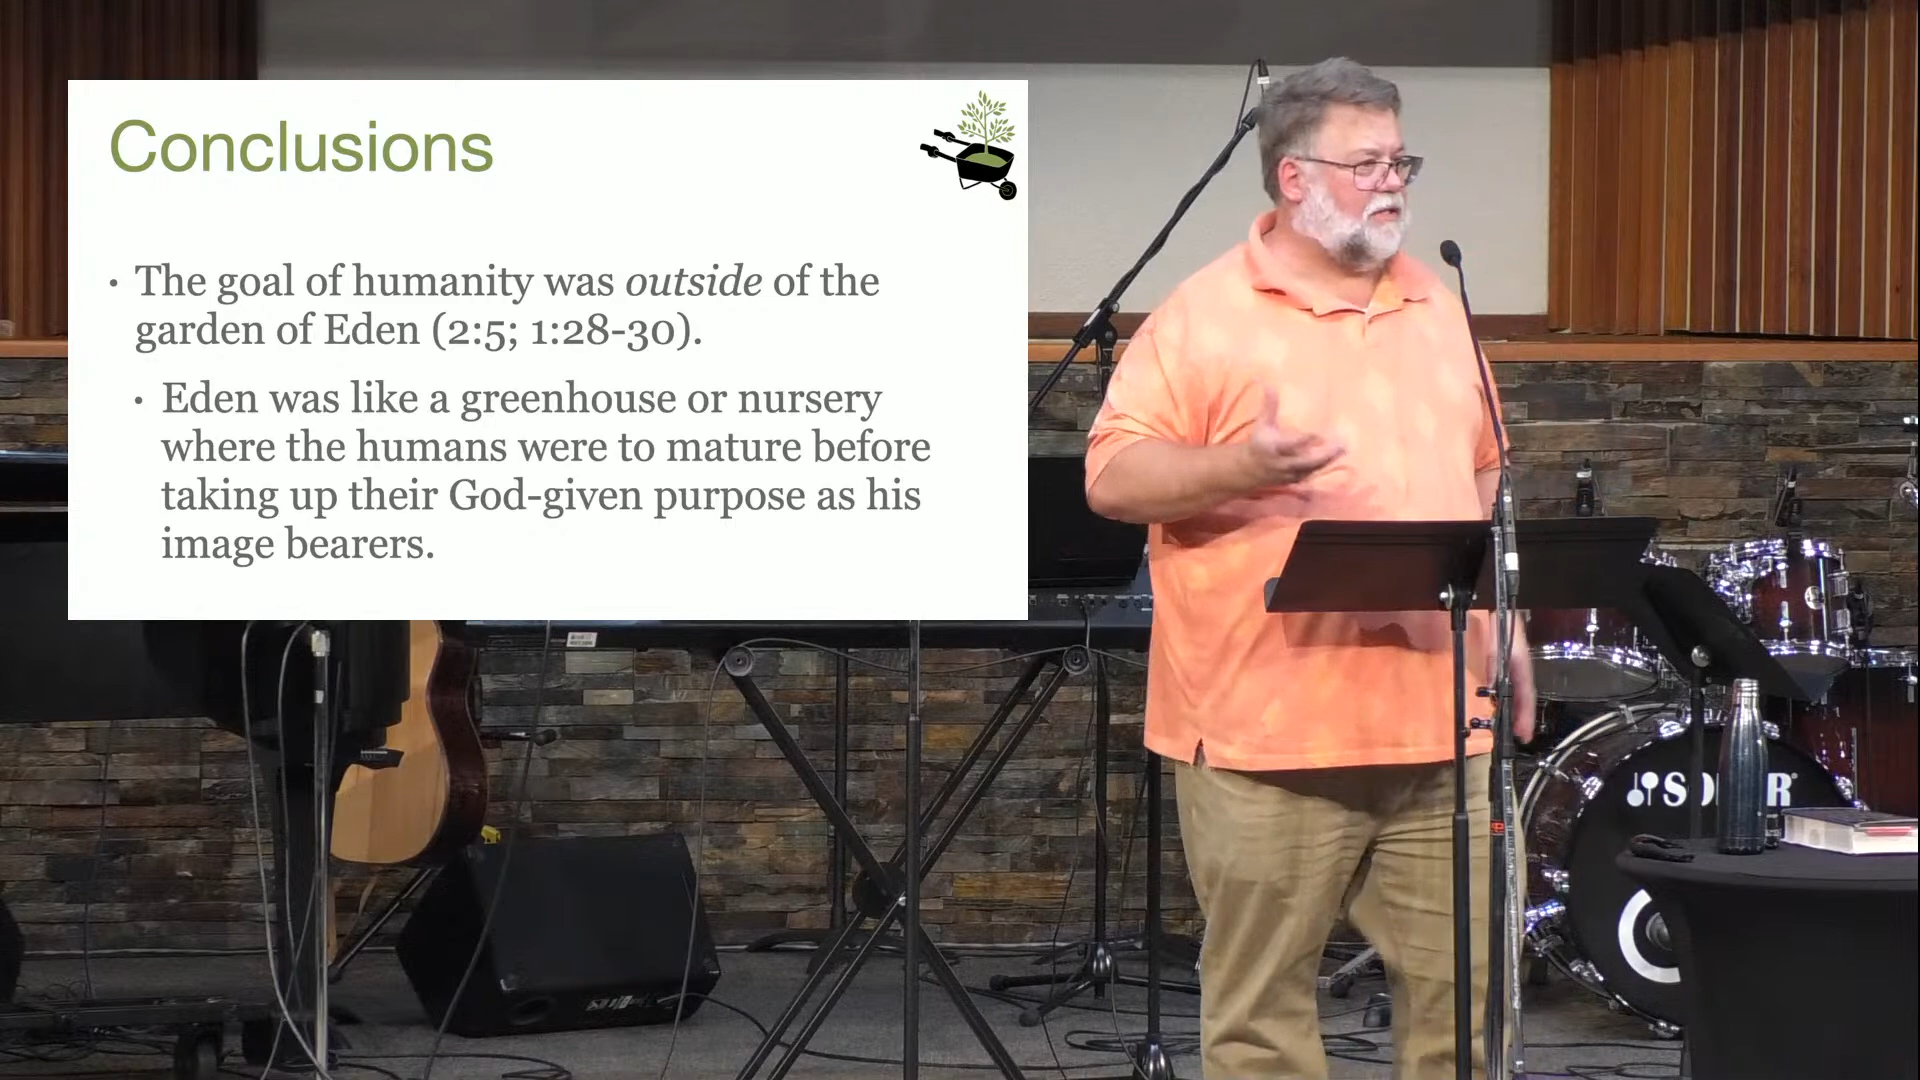 Conclusions
• The goal of humanity was outside of the
garden of Eden (2:5; 1:28-30).
• Eden was like a greenhouse or nursery
where the humans were to mature before
taking up their God-given purpose as his
image bearers.